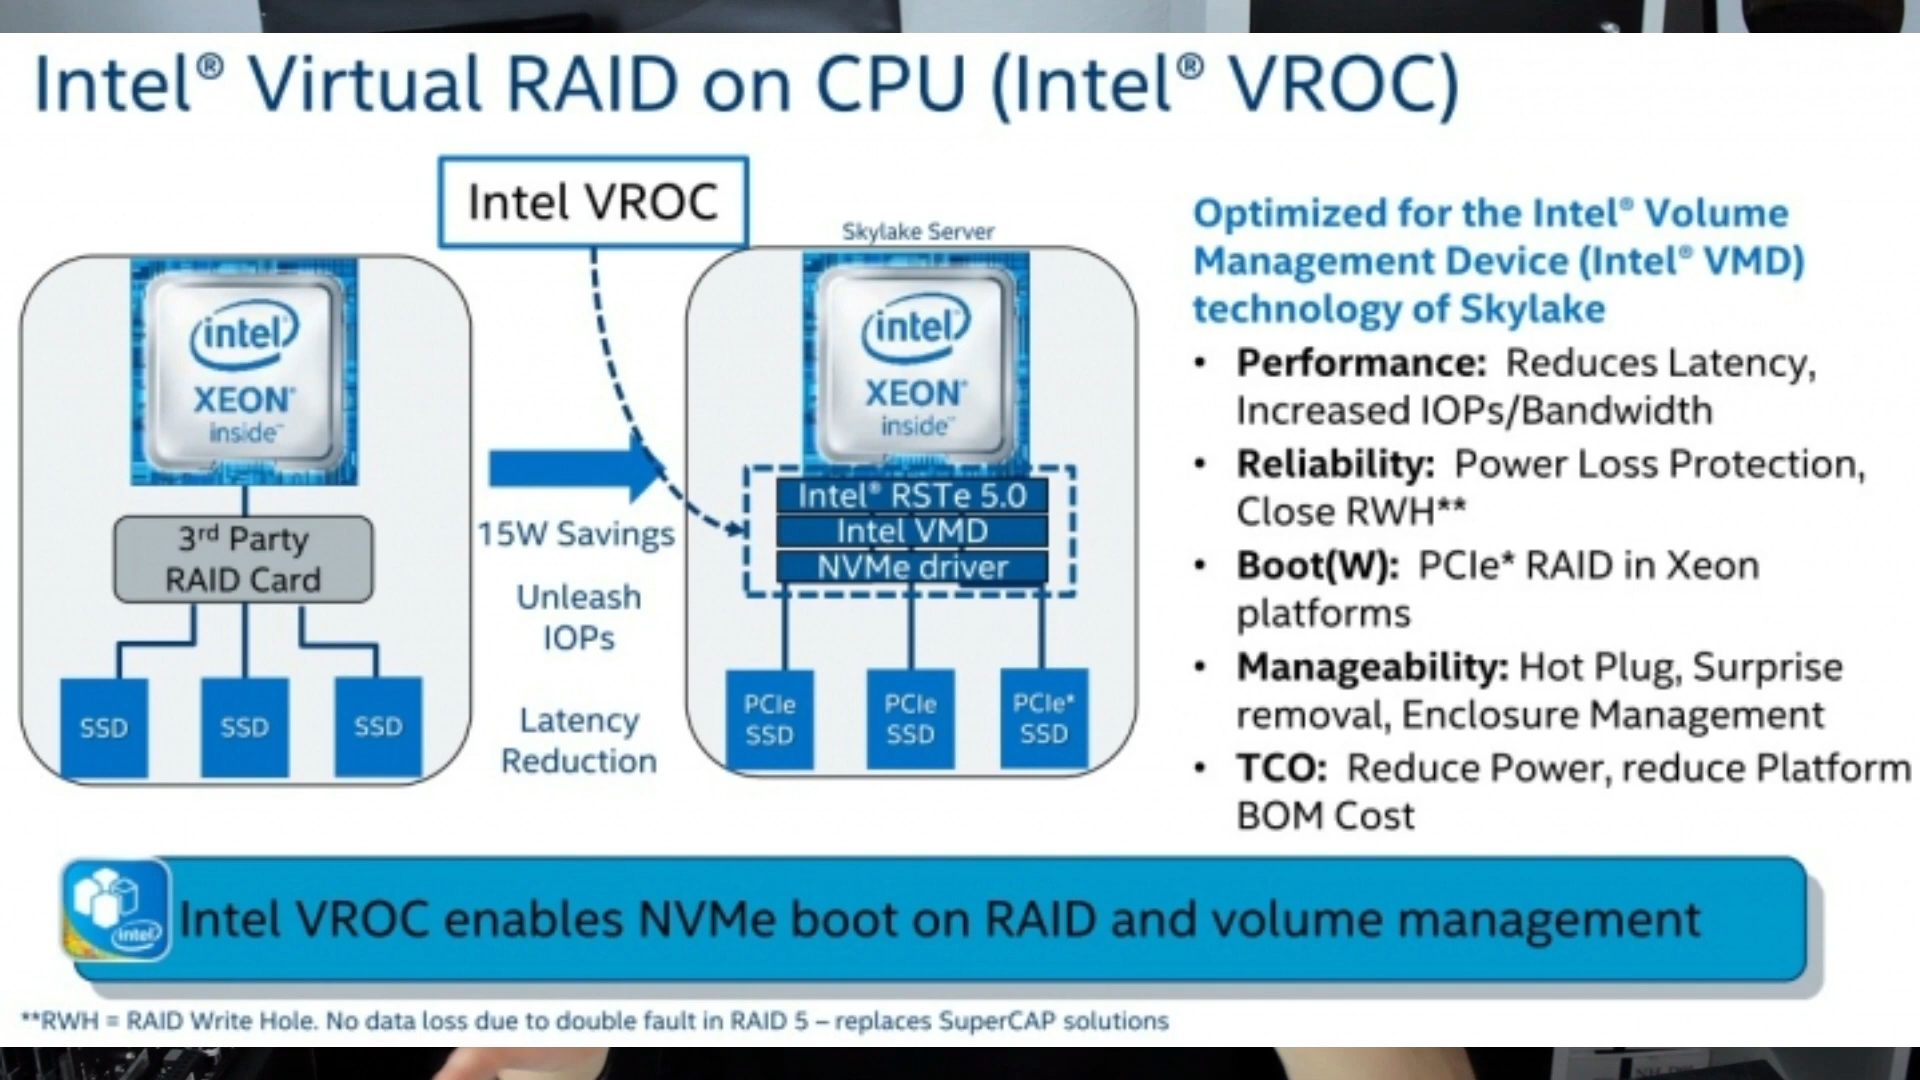 Intel® Virtual RAID on CPU (Intel® VROC)
Intel VROC
Skylake Server
intel®
XEON®
inside™
3rd Party
RAID Card
SSD
SSD
SSD
15W Savings
Unleash
IOPs
Latency
Reduction
intel®
XEON®
inside™
Intel® RSTe 5.0
Intel VMD
NVMe driver
PCIe
SSD
PCIe
SSD
PCIe*
SSD
Optimized for the Intel® Volume
Management Device (Intel® VMD)
technology of Skylake
• Performance: Reduces Latency,
Increased IOPs/Bandwidth
• Reliability: Power Loss Protection,
Close RWH**
• Boot(W): PCIe* RAID in Xeon
platforms
• Manageability: Hot Plug, Surprise
removal, Enclosure Management
• TCO: Reduce Power, reduce Platform
BOM Cost
intel
Intel VROC enables NVMe boot on RAID and volume management
**RWH = RAID Write Hole. No data loss due to double fault in RAID 5 – replaces SuperCAP solutions